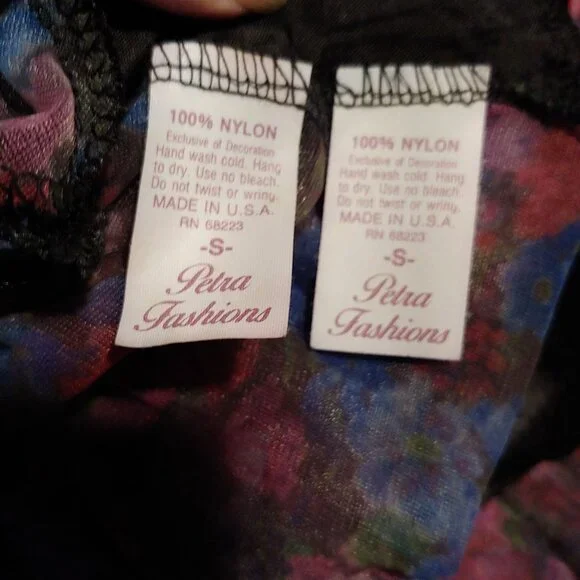 100% NYLON
Exclusive of Decoration
Hand wash cold. Hang
to dry. Use no bleach.
Do not twist or wring.
MADE IN U.S.A.
RN 68223
-S-
Petra
Fashions
100% NYLON
Exclusive of Decoration
Hand wash cold. Hang
to dry. Use no bleach.
Do not twist or wring.
MADE IN U.S.A.
RN 68223
-S-
Petra
Fashions